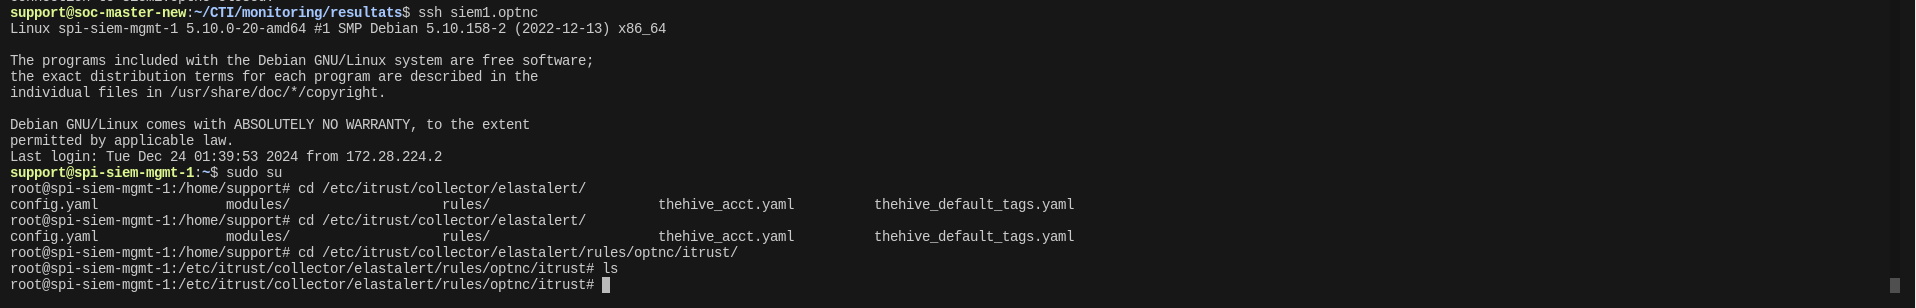 support@soc-master-new:~/CTI/monitoring/resultats$ ssh siem1.optnc
Linux spi-siem-mgmt-1 5.10.0-20-amd64 #1 SMP Debian 5.10.158-2 (2022-12-13) x86_64

The programs included with the Debian GNU/Linux system are free software;
the exact distribution terms for each program are described in the
individual files in /usr/share/doc/*/copyright.

Debian GNU/Linux comes with ABSOLUTELY NO WARRANTY, to the extent
permitted by applicable law.
Last login: Tue Dec 24 01:39:53 2024 from 172.28.224.2
support@spi-siem-mgmt-1:~$ sudo su
root@spi-siem-mgmt-1:/home/support# cd /etc/itrust/collector/elastalert/
config.yaml                modules/                   rules/                     thehive_acct.yaml          thehive_default_tags.yaml
root@spi-siem-mgmt-1:/home/support# cd /etc/itrust/collector/elastalert/
config.yaml                modules/                   rules/                     thehive_acct.yaml          thehive_default_tags.yaml
root@spi-siem-mgmt-1:/home/support# cd /etc/itrust/collector/elastalert/rules/optnc/itrust/
root@spi-siem-mgmt-1:/etc/itrust/collector/elastalert/rules/optnc/itrust# ls
root@spi-siem-mgmt-1:/etc/itrust/collector/elastalert/rules/optnc/itrust#